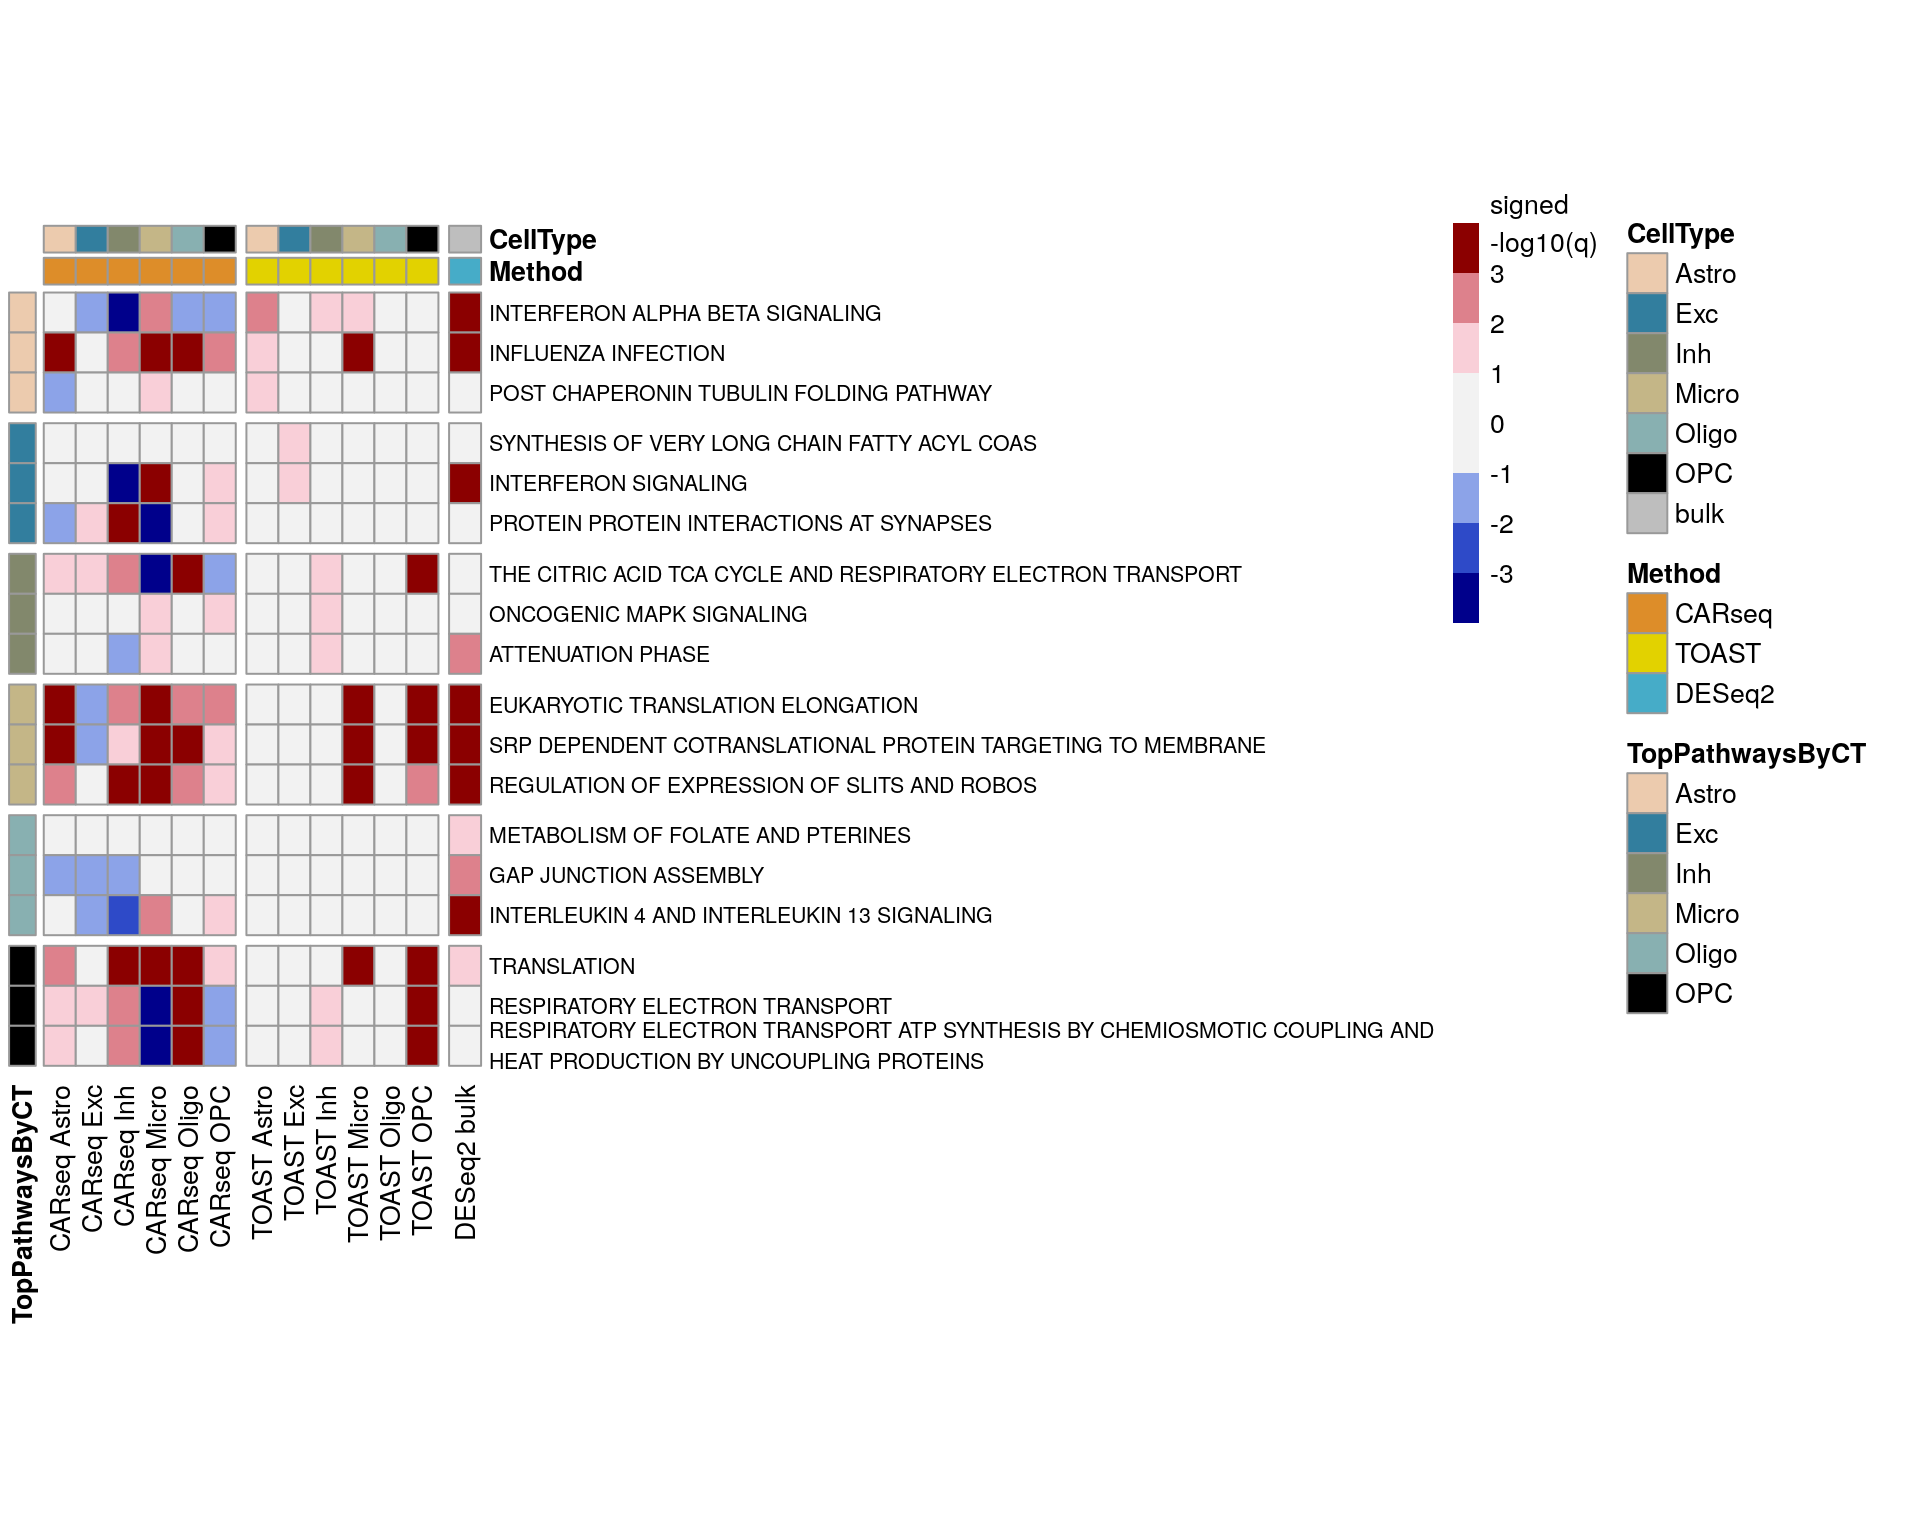 CellType
Method
INTERFERON ALPHA BETA SIGNALING
INFLUENZA INFECTION
POST CHAPERONIN TUBULIN FOLDING PATHWAY
SYNTHESIS OF VERY LONG CHAIN FATTY ACYL COAS
INTERFERON SIGNALING
PROTEIN PROTEIN INTERACTIONS AT SYNAPSES
THE CITRIC ACID TCA CYCLE AND RESPIRATORY ELECTRON TRANSPORT
ONCOGENIC MAPK SIGNALING
ATTENUATION PHASE
EUKARYOTIC TRANSLATION ELONGATION
SRP DEPENDENT COTRANSLATIONAL PROTEIN TARGETING TO MEMBRANE
REGULATION OF EXPRESSION OF SLITS AND ROBOS
METABOLISM OF FOLATE AND PTERINES
GAP JUNCTION ASSEMBLY
INTERLEUKIN 4 AND INTERLEUKIN 13 SIGNALING
TRANSLATION
RESPIRATORY ELECTRON TRANSPORT
RESPIRATORY ELECTRON TRANSPORT ATP SYNTHESIS BY CHEMIOSMOTIC COUPLING AND
HEAT PRODUCTION BY UNCOUPLING PROTEINS
TopPathwaysByCT
CARseq Astro
CARseq Exc
CARseq Inh
CARseq Micro
CARseq Oligo
CARseq OPC
TOAST Astro
TOAST Exc
TOAST Inh
TOAST Micro
TOAST Oligo
TOAST OPC
DESeq2 bulk
signed
-log10(q)
3
2
1
0
-1
-2
-3
CellType
Astro
Exc
Inh
Micro
Oligo
OPC
bulk
Method
CARseq
TOAST
DESeq2
TopPathwaysByCT
Astro
Exc
Inh
Micro
Oligo
OPC